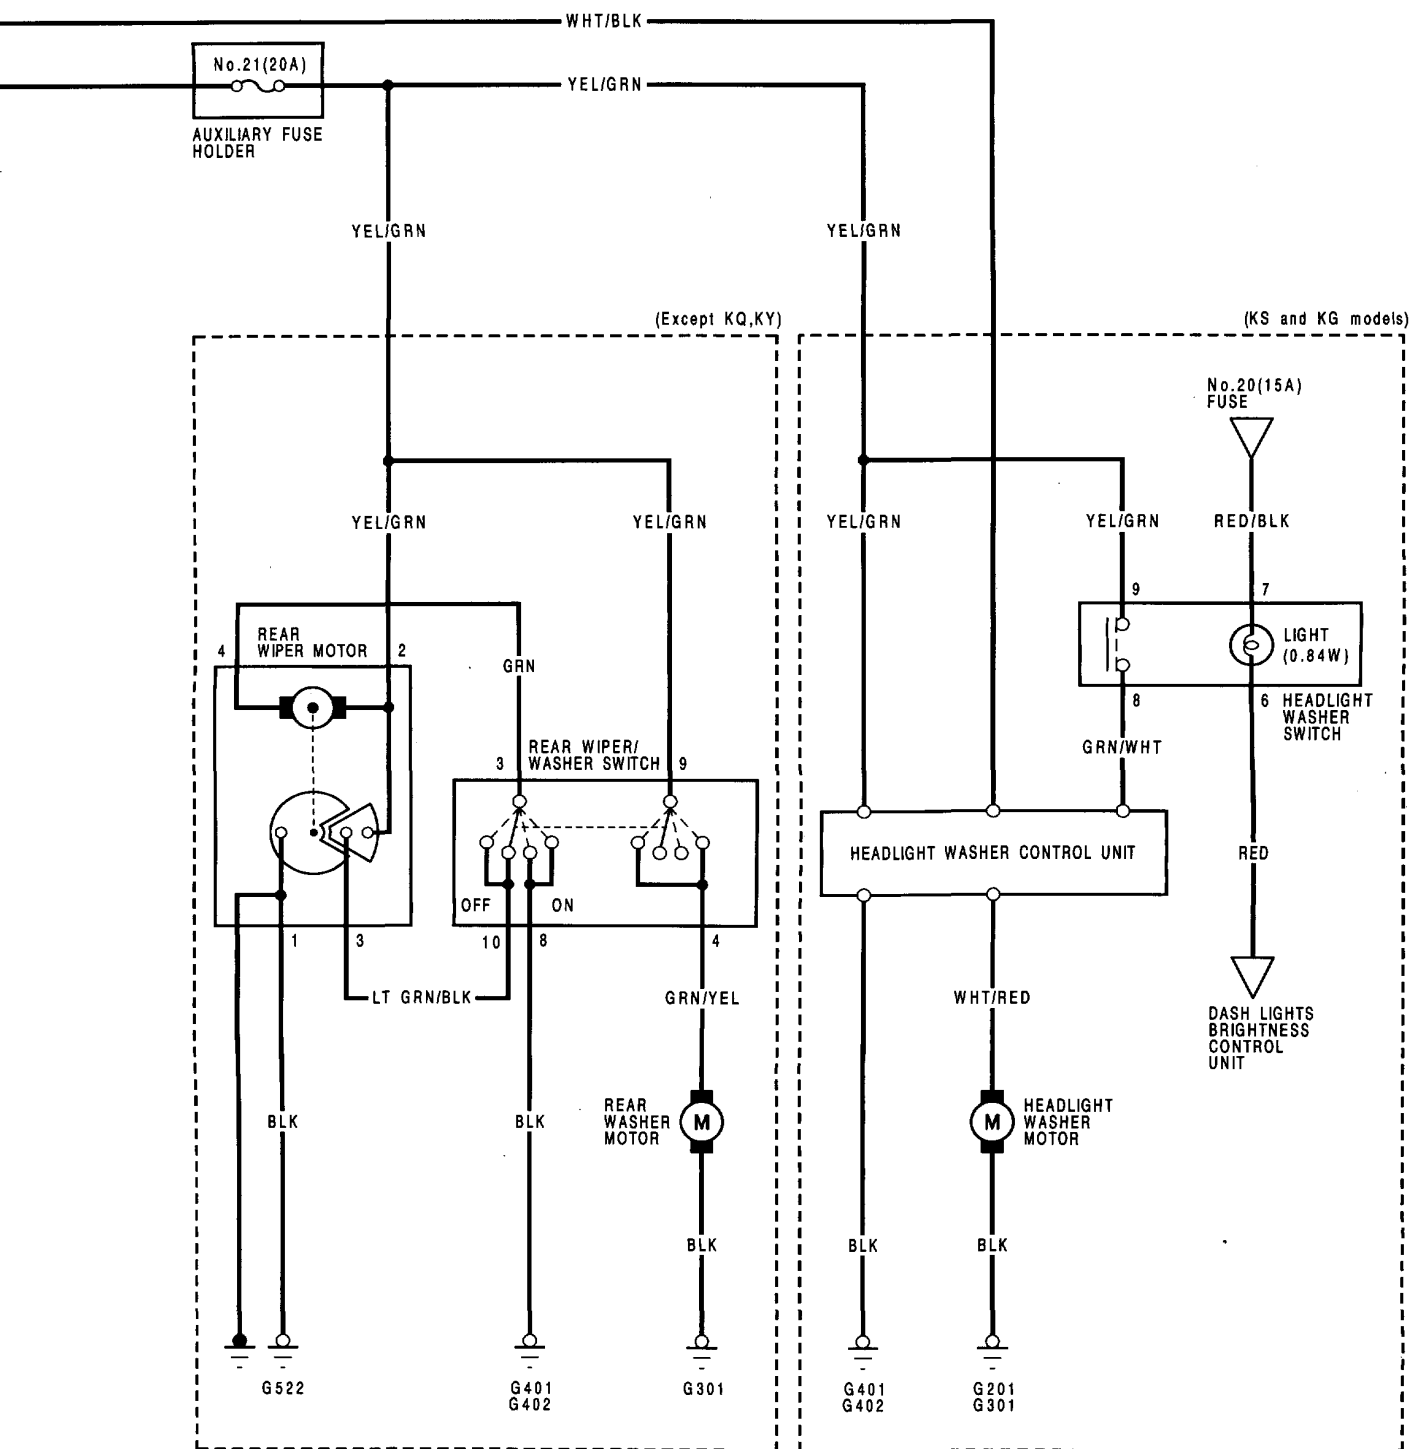 WHT/BLK
No.21(20A)
YEL/GRN
AUXILIARY FUSE
HOLDER
YEL/GRN
YEL/GRN
(Except KQ,KY)
(KS and KG models)
No.20(15A)
FUSE
YEL/GRN
YEL/GRN
YEL/GRN
YEL/GRN
RED/BLK
9
7
4
REAR
WIPER MOTOR
2
GRN
LIGHT
(0.84W)
8
6
HEADLIGHT
WASHER
SWITCH
GRN/WHT
3
REAR WIPER/
WASHER SWITCH
9
HEADLIGHT WASHER CONTROL UNIT
RED
OFF
ON
1
3
10
8
4
LT GRN/BLK
GRN/YEL
WHT/RED
DASH LIGHTS
BRIGHTNESS
CONTROL
UNIT
BLK
BLK
REAR
WASHER
MOTOR
M
M
HEADLIGHT
WASHER
MOTOR
BLK
BLK
BLK
G522
G401
G402
G301
G401
G402
G201
G301